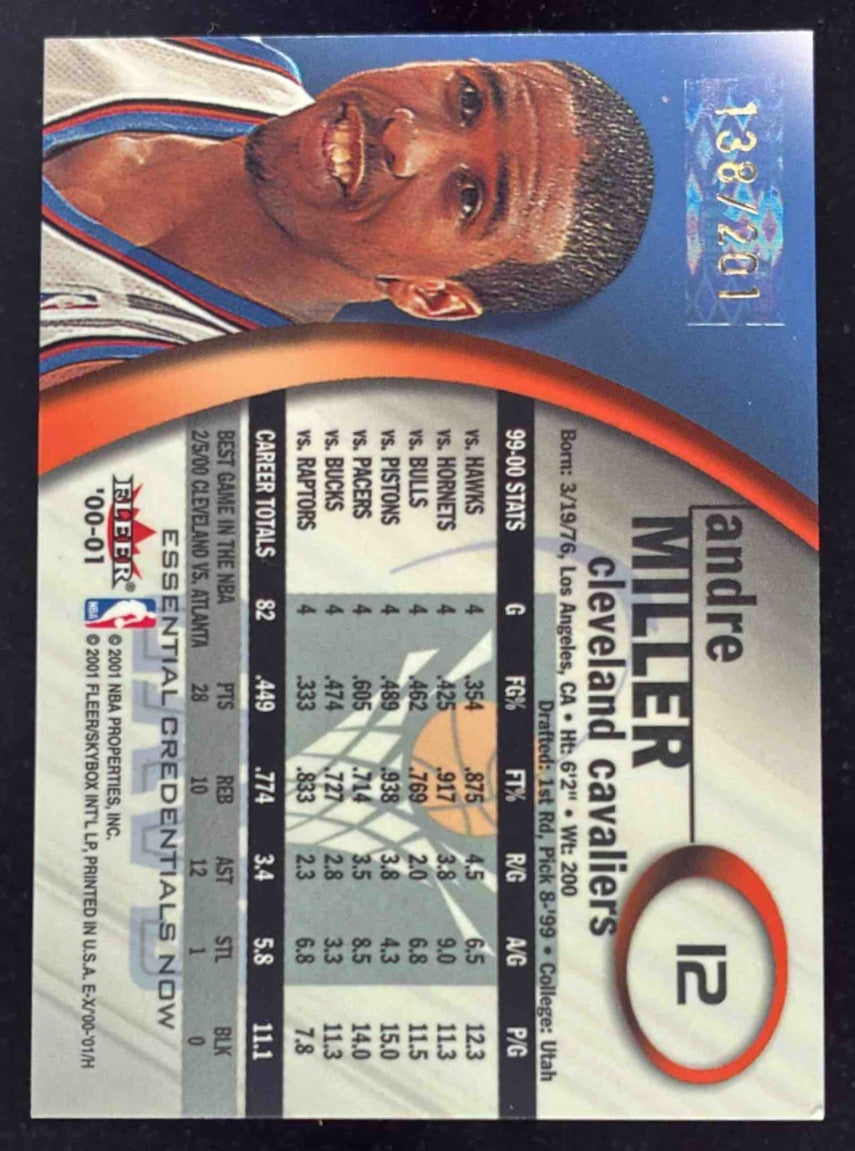 138/201
andre
MILLER
12
cleveland cavaliers
Born: 3/19/76, Los Angeles, CA • Ht: 6'2" • Wt: 200
Drafted: 1st Rd, Pick 8-'99 • College: Utah
99-00 STATS G FG% FT% R/G A/G P/G
vs. HAWKS 4 .354 .875 4.5 6.5 12.3
vs. HORNETS 4 .425 .917 3.8 9.0 11.3
vs. BULLS 4 .462 .769 2.0 6.8 11.5
vs. PISTONS 4 .489 .938 3.8 4.3 15.0
vs. PACERS 4 .605 .714 3.5 8.5 14.0
vs. BUCKS 4 .474 .727 2.8 3.3 11.3
vs. RAPTORS 4 .333 .833 2.3 6.8 7.8
CAREER TOTALS 82 .449 .774 3.4 5.8 11.1
BEST GAME IN THE NBA PTS REB AST STL BLK
2/5/00 CLEVELAND VS. ATLANTA 28 10 12 1 0
ESSENTIAL CREDENTIALS NOW
FLEER®
'00-01
NBA
© 2001 NBA PROPERTIES, INC.
© 2001 FLEER/SKYBOX INT'L LP, PRINTED IN U.S.A. E-X/'00-'01/H